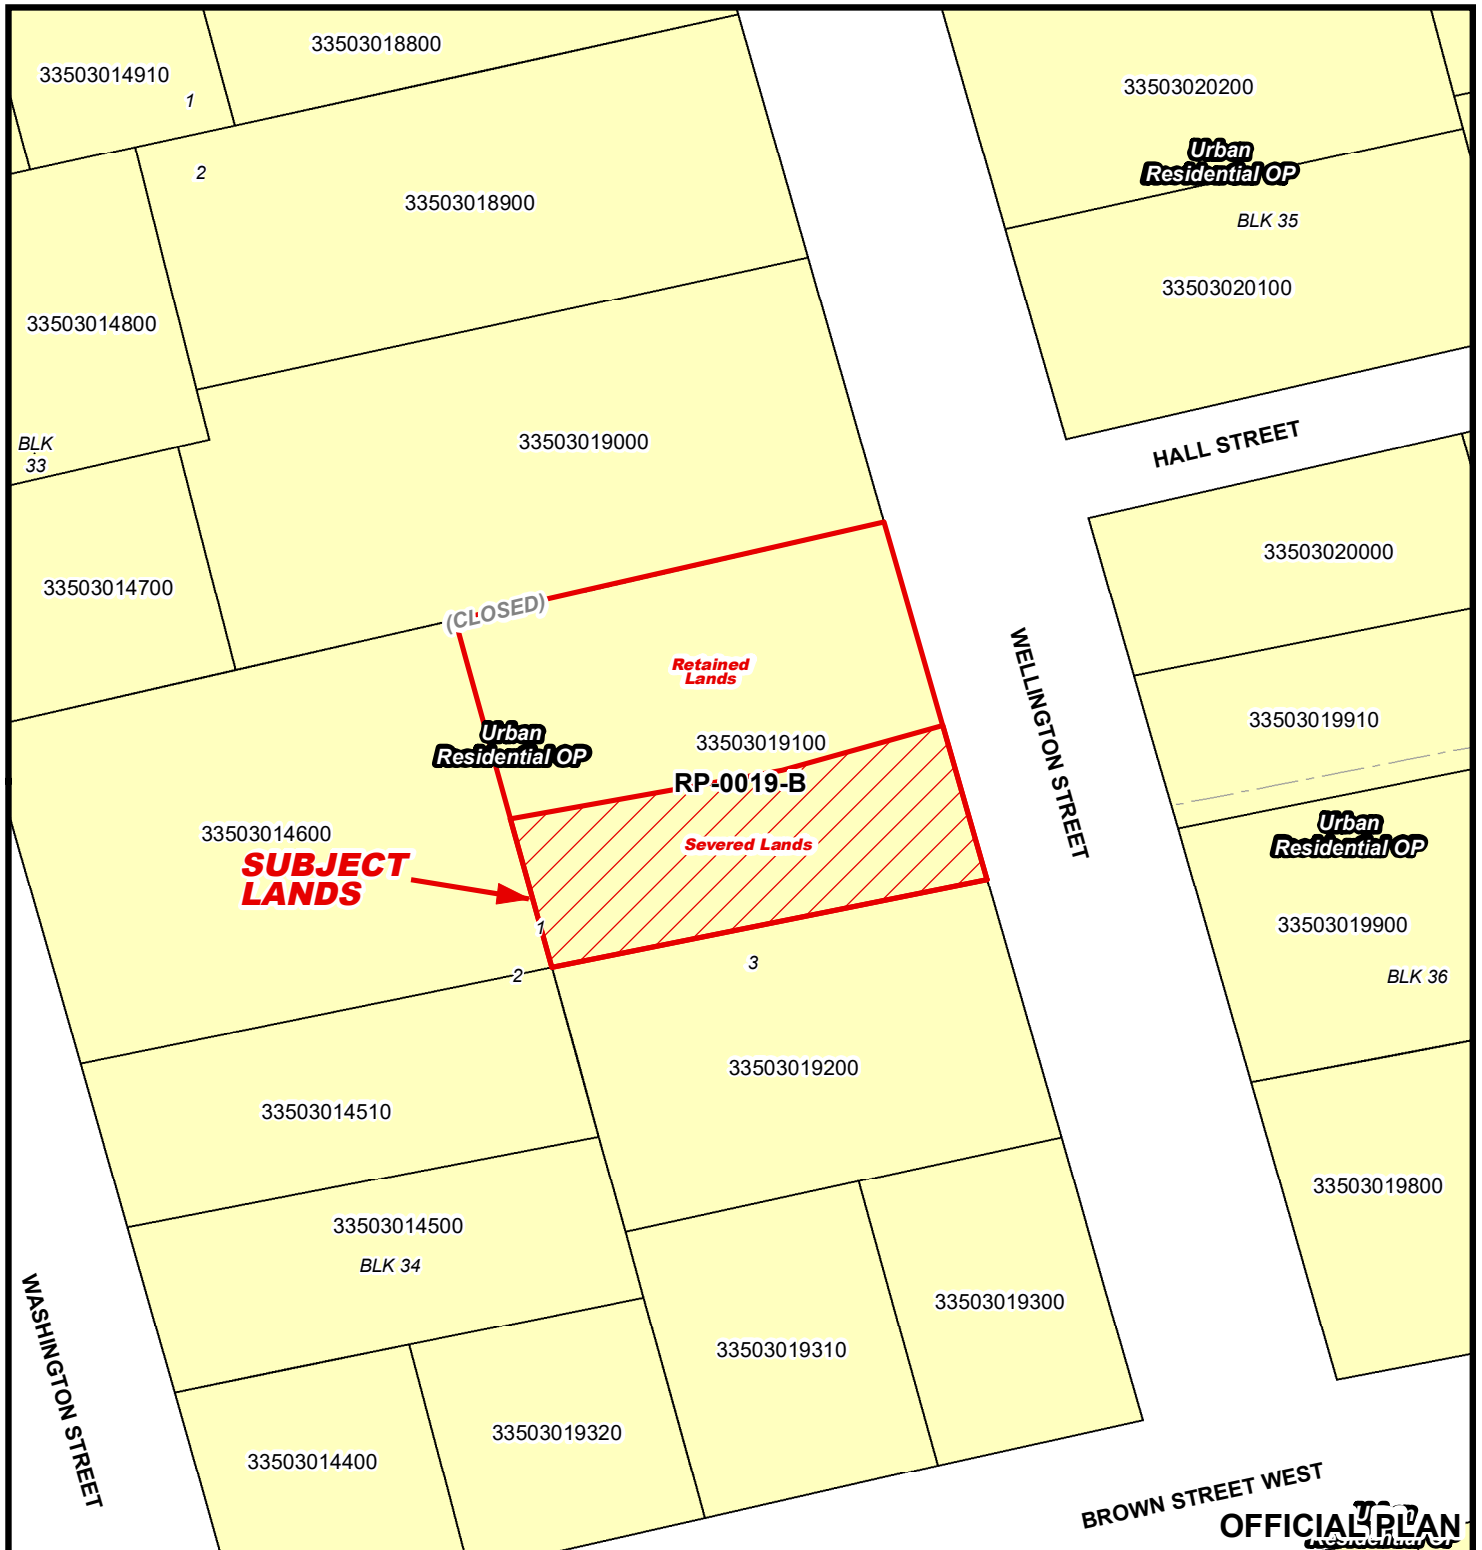 33503018800
33503014910
1
33503020200
Urban
Residential OP
2
33503018900
BLK 35
33503020100
33503014800
BLK
33
33503019000
HALL STREET
33503020000
33503014700
(CLOSED)
Retained
Lands
WELLINGTON STREET
33503019910
Urban
Residential OP
33503019100
RP-0019-B
33503014600
Severed Lands
Urban
Residential OP
SUBJECT
LANDS
33503019900
1
2
3
BLK 36
33503019200
33503014510
33503019800
33503014500
BLK 34
33503019300
WASHINGTON STREET
33503019310
33503019320
33503014400
BROWN STREET WEST
Urban
OFFICIAL PLAN
Residential OP